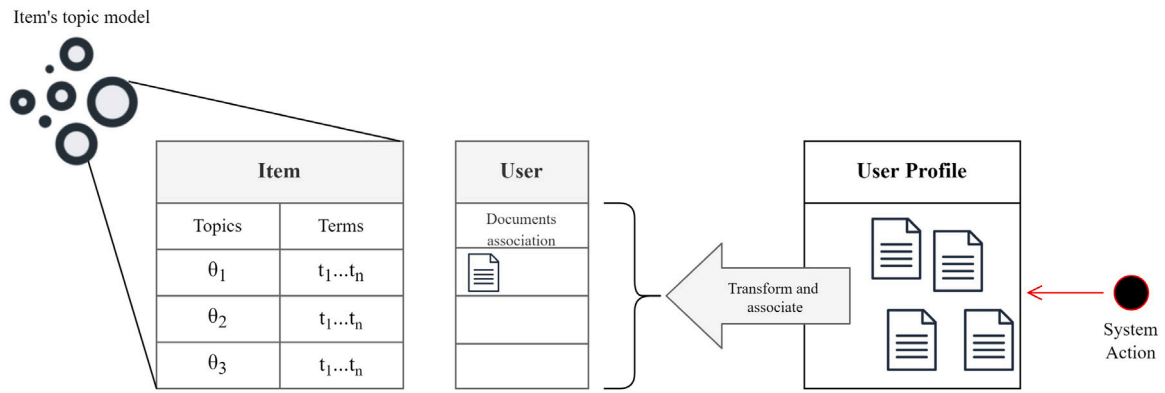 Item's topic model
Item
User
User Profile
Topics
Terms
Documents
association
θ1
t1...tn
θ2
t1...tn
θ3
t1...tn
Transform and
associate
System
Action